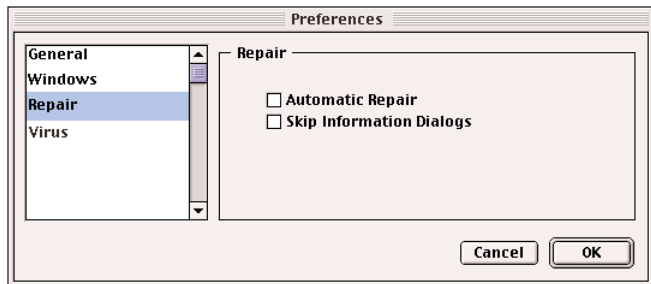 Preferences
General
Windows
Repair
Virus
Repair
Automatic Repair
Skip Information Dialogs
Cancel
OK